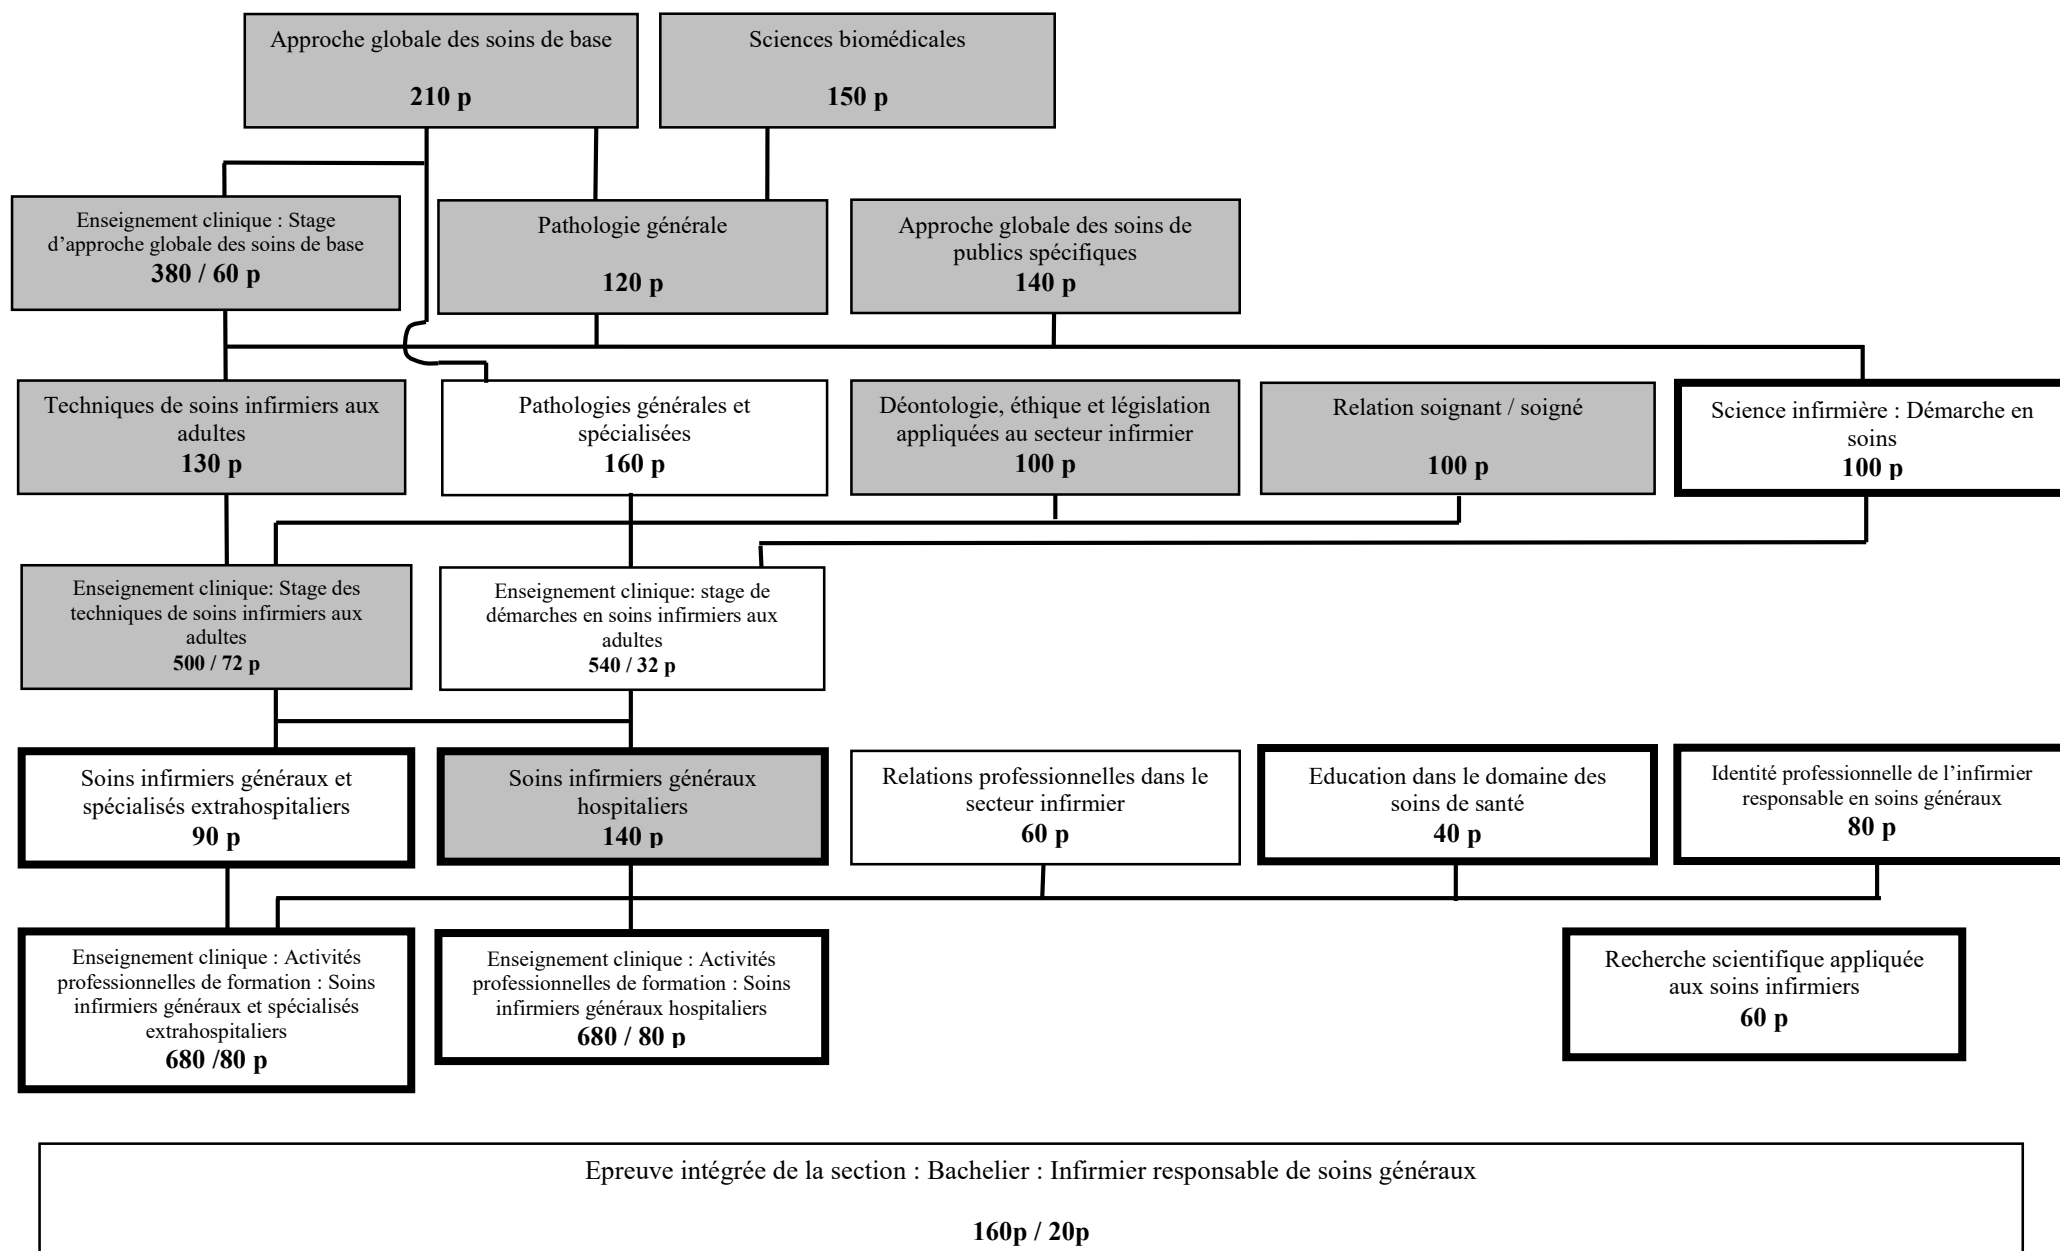 Approche globale des soins de base
210 p
Sciences biomédicales
150 p
Enseignement clinique : Stage
d’approche globale des soins de base
380 / 60 p
Pathologie générale
120 p
Approche globale des soins de
publics spécifiques
140 p
Techniques de soins infirmiers aux
adultes
130 p
Pathologies générales et
spécialisées
160 p
Déontologie, éthique et législation
appliquées au secteur infirmier
100 p
Relation soignant / soigné
100 p
Science infirmière : Démarche en
soins
100 p
Enseignement clinique: Stage des
techniques de soins infirmiers aux
adultes
500 / 72 p
Enseignement clinique: stage de
démarches en soins infirmiers aux
adultes
540 / 32 p
Soins infirmiers généraux et
spécialisés extrahospitaliers
90 p
Soins infirmiers généraux
hospitaliers
140 p
Relations professionnelles dans le
secteur infirmier
60 p
Education dans le domaine des
soins de santé
40 p
Identité professionnelle de l’infirmier
responsable en soins généraux
80 p
Enseignement clinique : Activités
professionnelles de formation : Soins
infirmiers généraux et spécialisés
extrahospitaliers
680 /80 p
Enseignement clinique : Activités
professionnelles de formation : Soins
infirmiers généraux hospitaliers
680 / 80 p
Recherche scientifique appliquée
aux soins infirmiers
60 p
Epreuve intégrée de la section : Bachelier : Infirmier responsable de soins généraux
160p / 20p